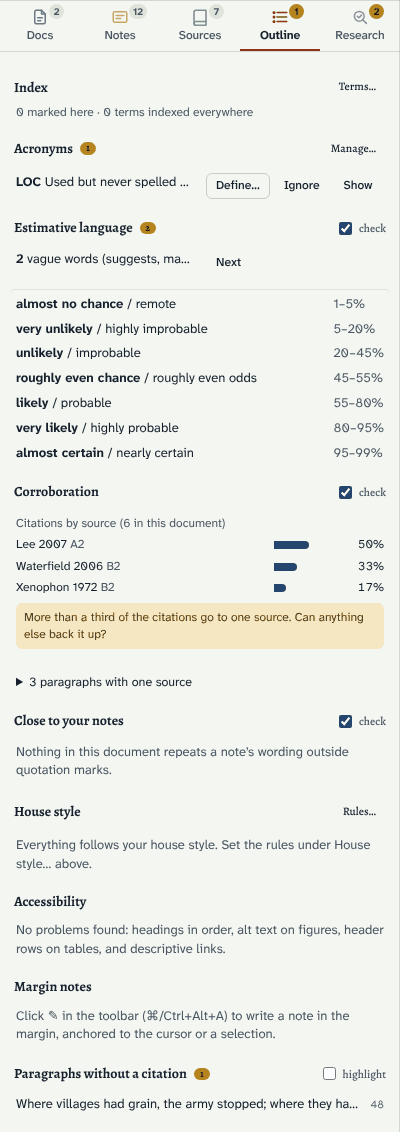 2 12 7 1 2
Docs Notes Sources Outline Research
Index Terms...
0 marked here · 0 terms indexed everywhere
Acronyms 1 Manage...
LOC Used but never spelled ... Define... Ignore Show
Estimative language 2 check
2 vague words (suggests, ma... Next
almost no chance / remote 1–5%
very unlikely / highly improbable 5–20%
unlikely / improbable 20–45%
roughly even chance / roughly even odds 45–55%
likely / probable 55–80%
very likely / highly probable 80–95%
almost certain / nearly certain 95–99%
Corroboration check
Citations by source (6 in this document)
Lee 2007 A2 50%
Waterfield 2006 B2 33%
Xenophon 1972 B2 17%
More than a third of the citations go to one source. Can anything
else back it up?
▶ 3 paragraphs with one source
Close to your notes check
Nothing in this document repeats a note's wording outside
quotation marks.
House style Rules...
Everything follows your house style. Set the rules under House
style... above.
Accessibility
No problems found: headings in order, alt text on figures, header
rows on tables, and descriptive links.
Margin notes
Click ✎ in the toolbar (⌘/Ctrl+Alt+A) to write a note in the
margin, anchored to the cursor or a selection.
Paragraphs without a citation 1 highlight
Where villages had grain, the army stopped; where they ha... 48